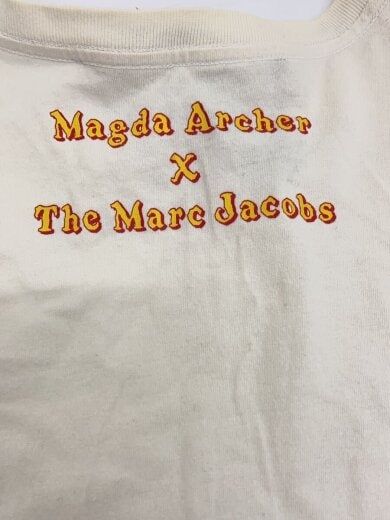 Magda Archer
X
The Marc Jacobs